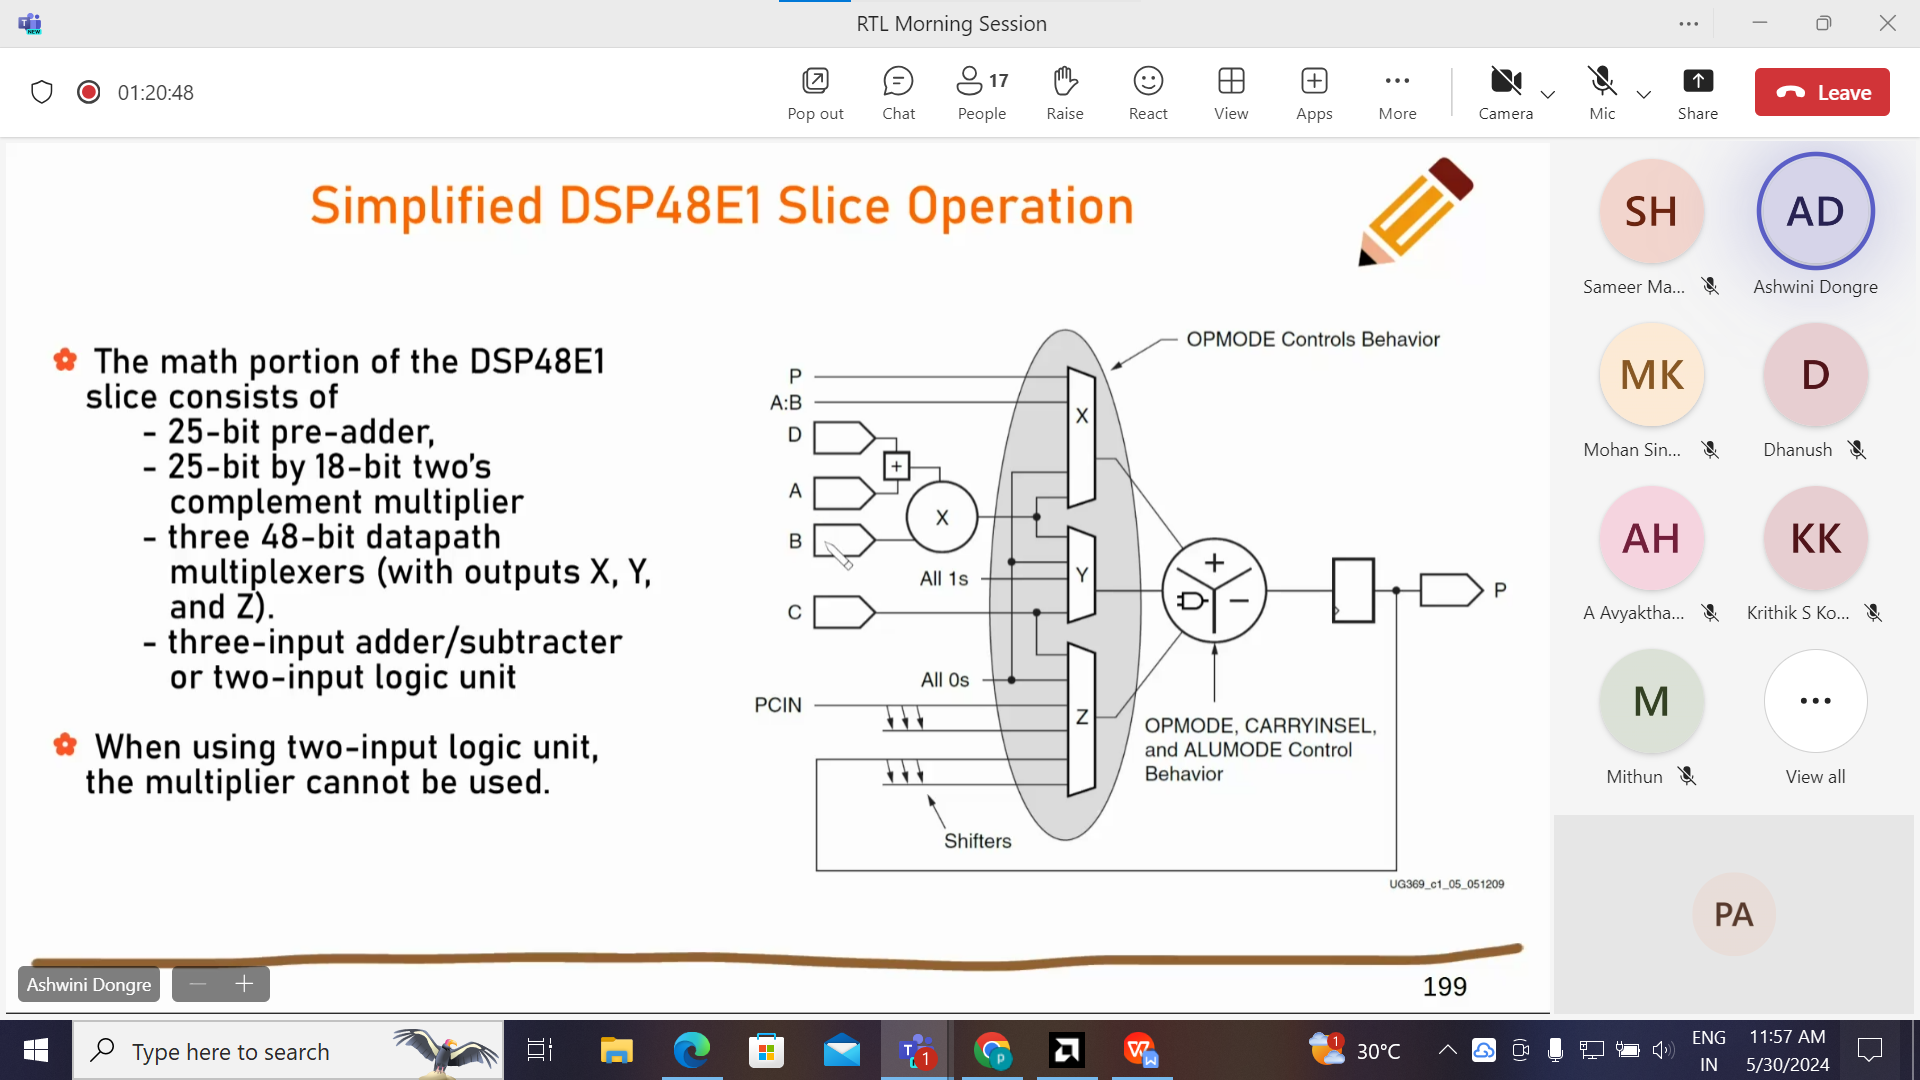 RTL Morning Session
01:20:48
Pop out
Chat
17
People
Raise
React
View
Apps
More
Camera
Mic
Share
Leave
Simplified DSP48E1 Slice Operation
The math portion of the DSP48E1
slice consists of
- 25-bit pre-adder,
- 25-bit by 18-bit two's
complement multiplier
- three 48-bit datapath
multiplexers (with outputs X, Y,
and Z).
- three-input adder/subtracter
or two-input logic unit
When using two-input logic unit,
the multiplier cannot be used.
OPMODE Controls Behavior
P
A:B
D
A
B
C
+
X
All 1s
All 0s
PCIN
X
Y
Z
+
−
P
OPMODE, CARRYINSEL,
and ALUMODE Control
Behavior
Shifters
UG369_c1_05_051209
199
Ashwini Dongre
SH
Sameer Ma...
AD
Ashwini Dongre
MK
Mohan Sin...
D
Dhanush
AH
A Avyaktha...
KK
Krithik S Ko...
M
Mithun
View all
PA
NEW
Type here to search
1
p
W
1
30°C
ENG
IN
11:57 AM
5/30/2024